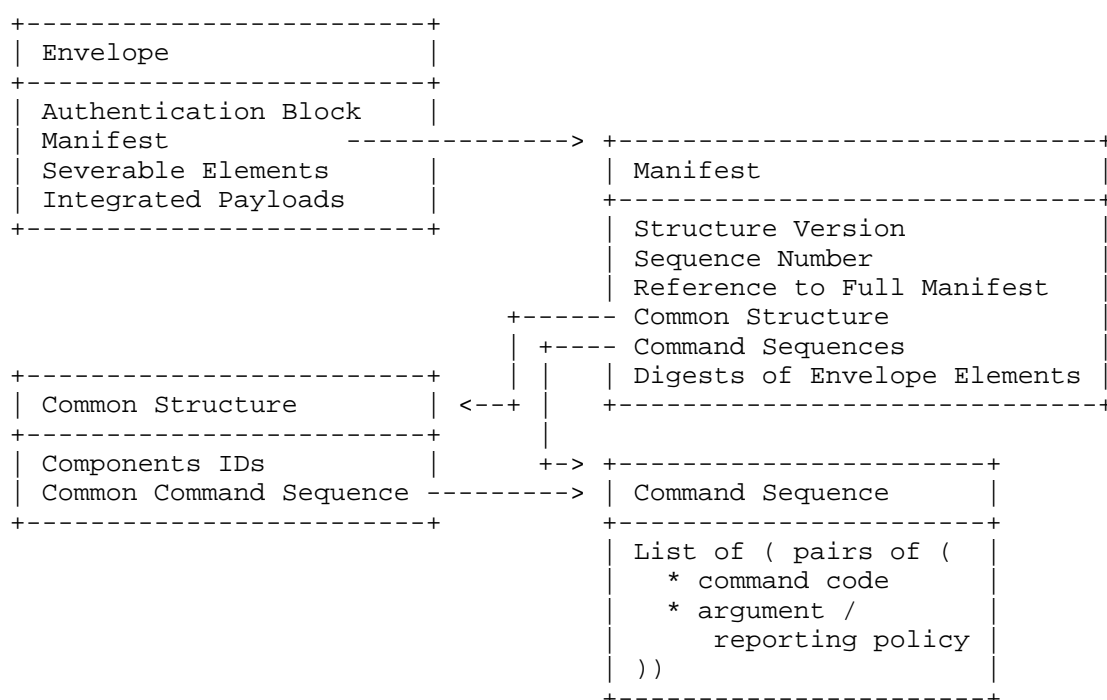 Envelope
Authentication Block
Manifest
Severable Elements
Integrated Payloads
Manifest
Structure Version
Sequence Number
Reference to Full Manifest
Common Structure
Command Sequences
Digests of Envelope Elements
Common Structure
Components IDs
Common Command Sequence
Command Sequence
List of ( pairs of (
* command code
* argument /
reporting policy
))